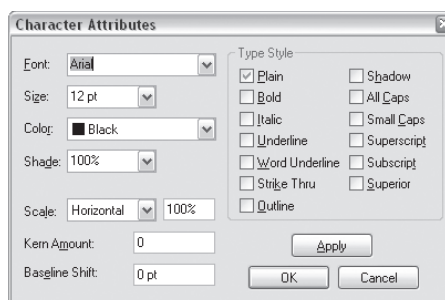 Character Attributes
Font: Arial
Size: 12 pt
Color: Black
Shade: 100%
Scale: Horizontal 100%
Kern Amount: 0
Baseline Shift: 0 pt
Type Style
Plain
Bold
Italic
Underline
Word Underline
Strike Thru
Outline
Shadow
All Caps
Small Caps
Superscript
Subscript
Superior
Apply
OK Cancel